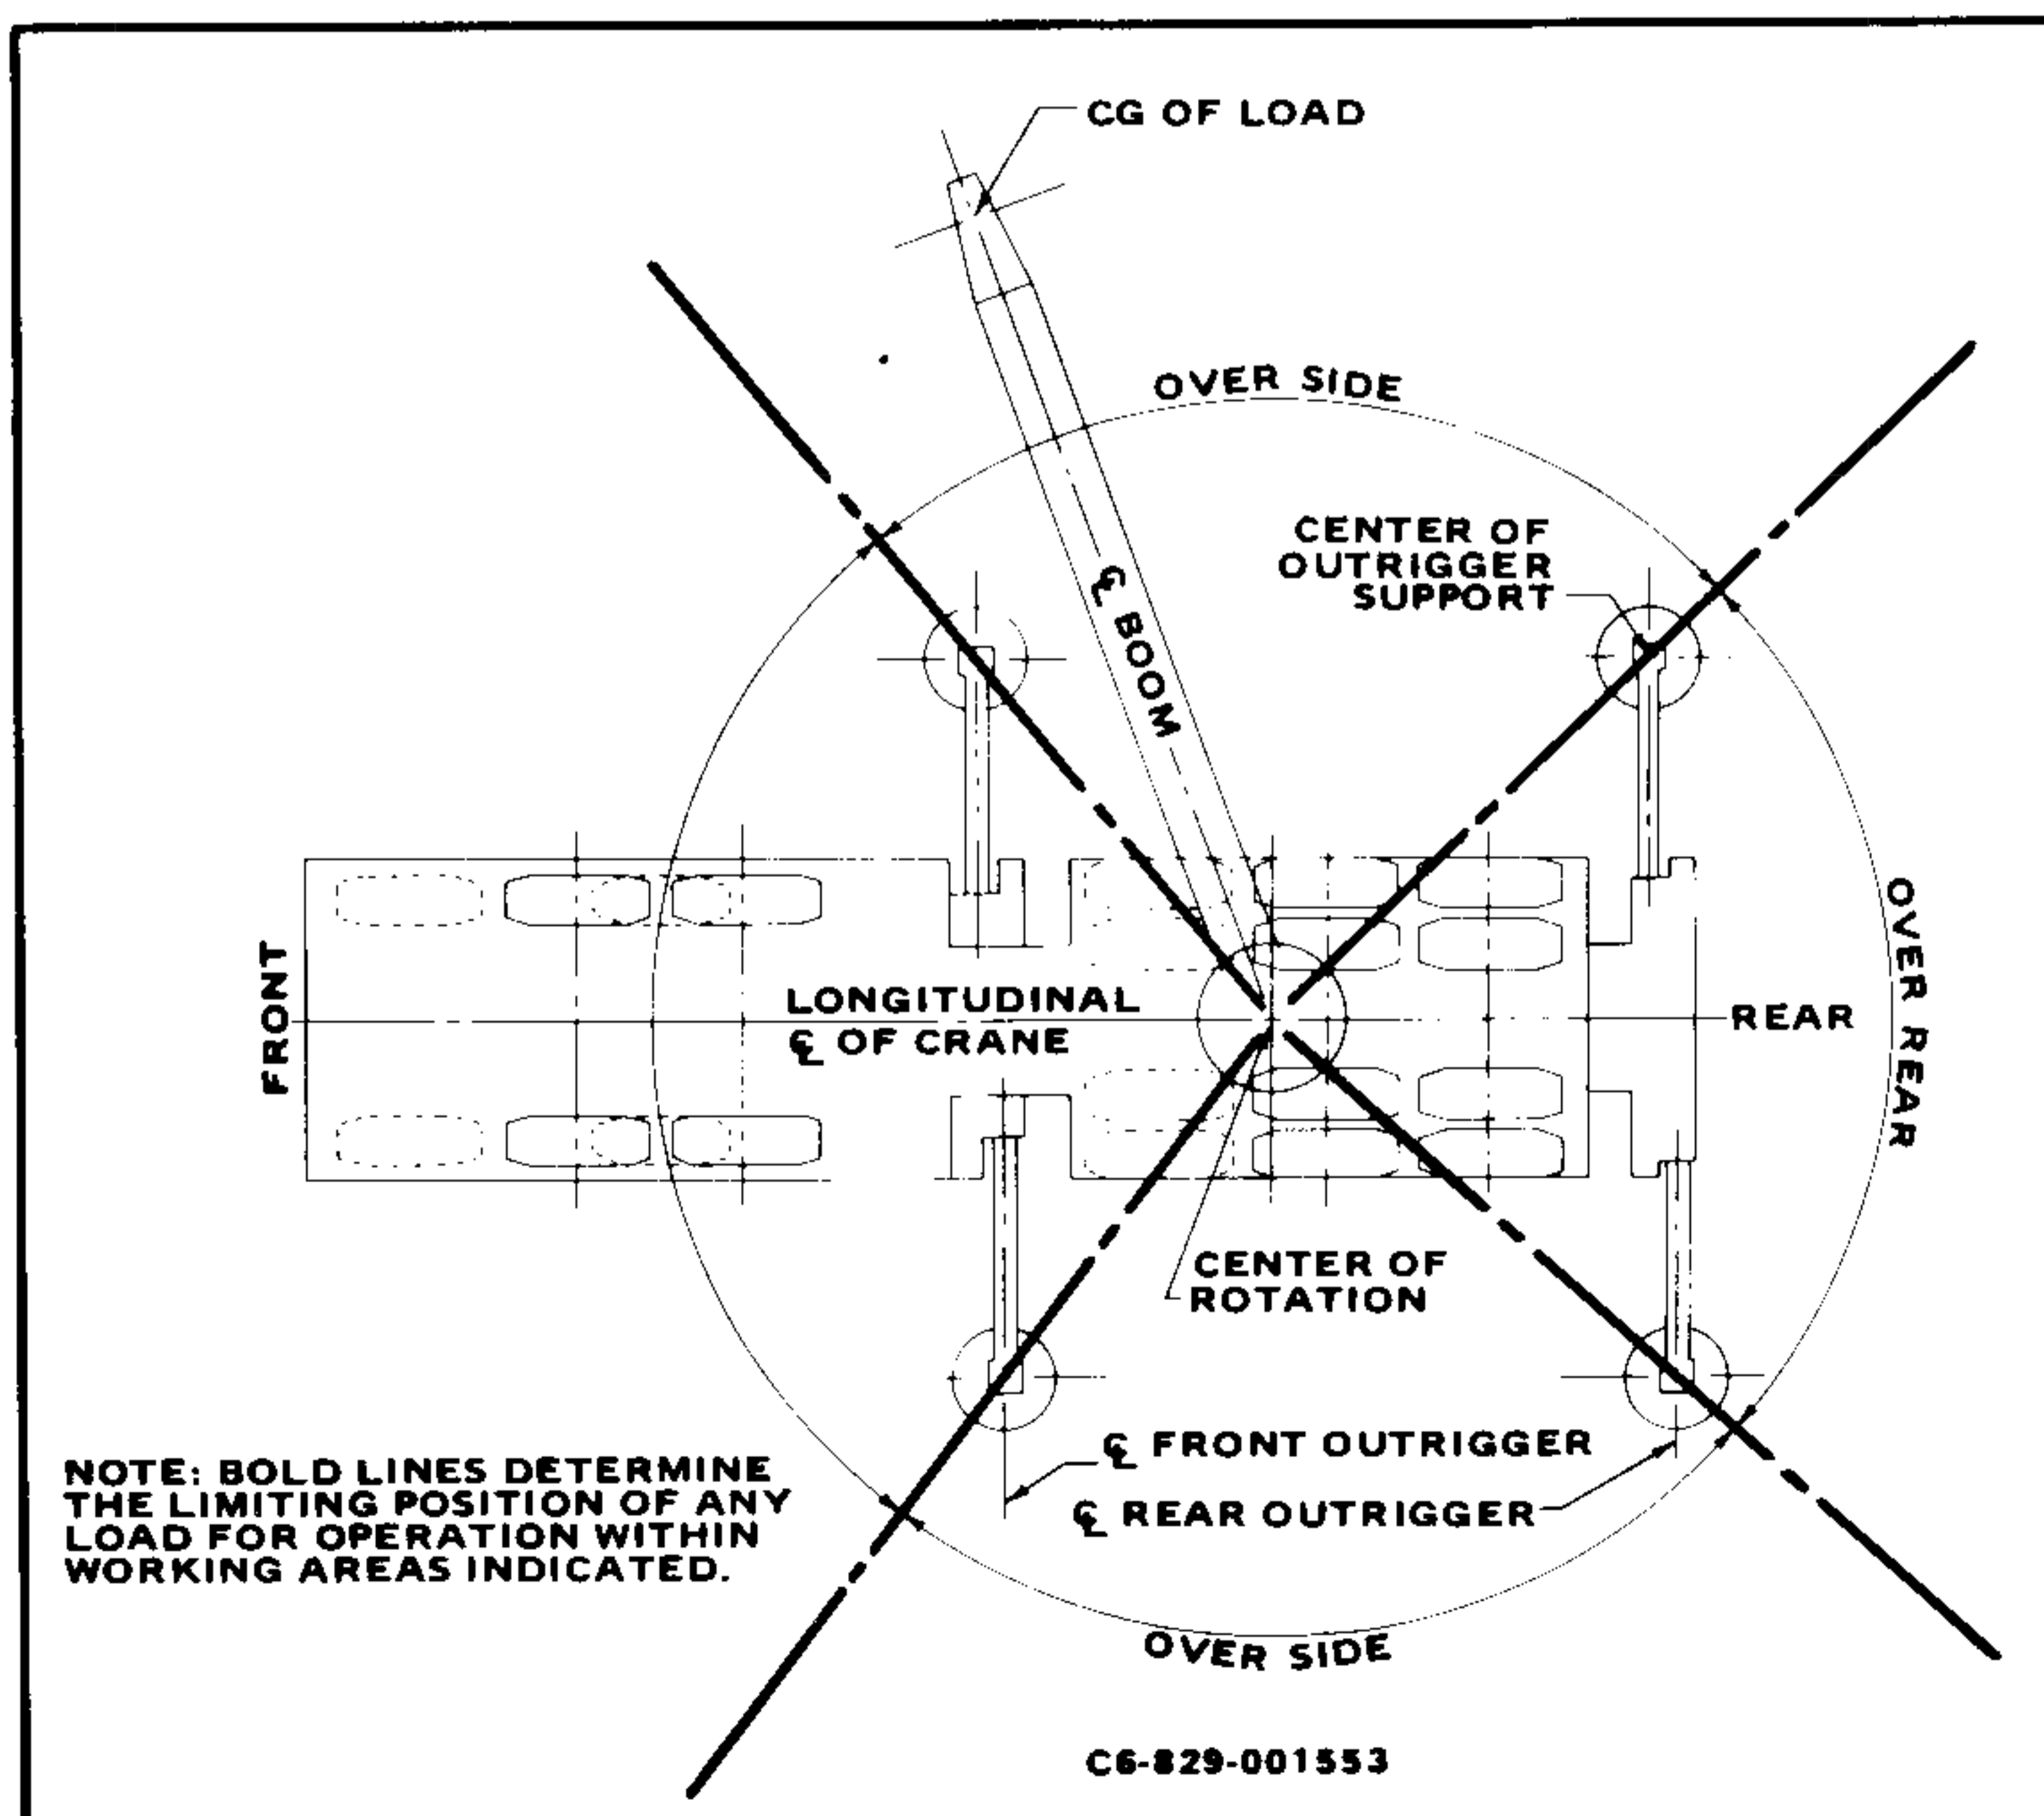 CG OF LOAD
OVER SIDE
CENTER OF
OUTRIGGER
SUPPORT
℄ BOOM
FRONT
LONGITUDINAL
℄ OF CRANE
REAR
OVER REAR
CENTER OF
ROTATION
℄ FRONT OUTRIGGER
℄ REAR OUTRIGGER
NOTE: BOLD LINES DETERMINE
THE LIMITING POSITION OF ANY
LOAD FOR OPERATION WITHIN
WORKING AREAS INDICATED.
OVER SIDE
C6-829-001553